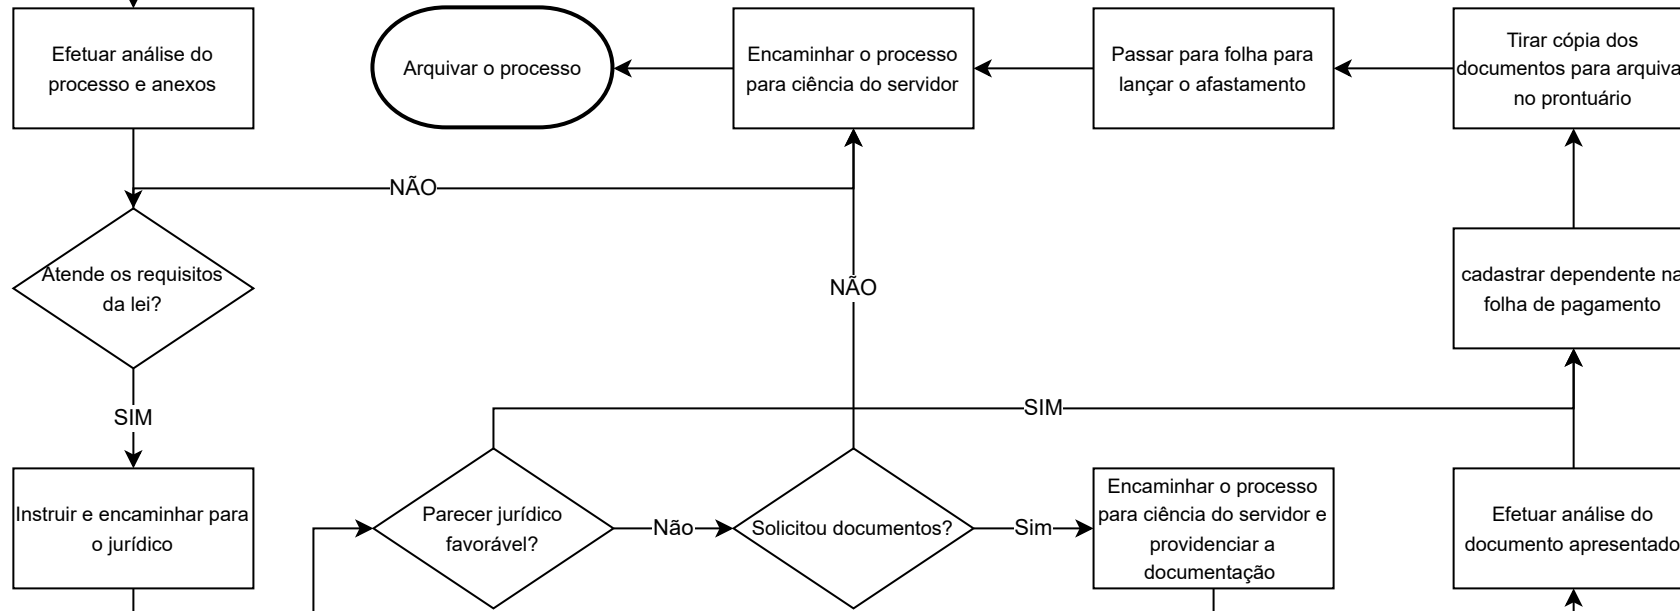 Efetuar análise do
processo e anexos
Arquivar o processo
Encaminhar o processo
para ciência do servidor
Passar para folha para
lançar o afastamento
Tirar cópia dos
documentos para arquiva
no prontuário
NÃO
Atende os requisitos
da lei?
NÃO
cadastrar dependente na
folha de pagamento
SIM
SIM
Instruir e encaminhar para
o jurídico
Parecer jurídico
favorável?
Não
Solicitou documentos?
Sim
Encaminhar o processo
para ciência do servidor e
providenciar a
documentação
Efetuar análise do
documento apresentado